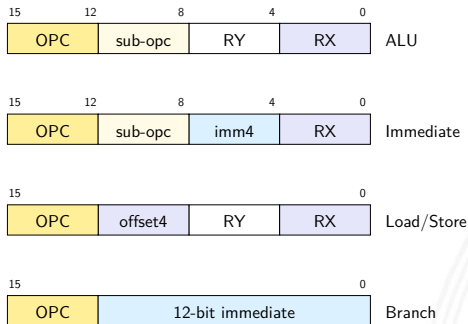 15 12 8 4 0
OPC sub-opc RY RX ALU
15 12 8 4 0
OPC sub-opc imm4 RX Immediate
15 0
OPC offset4 RY RX Load/Store
15 0
OPC 12-bit immediate Branch